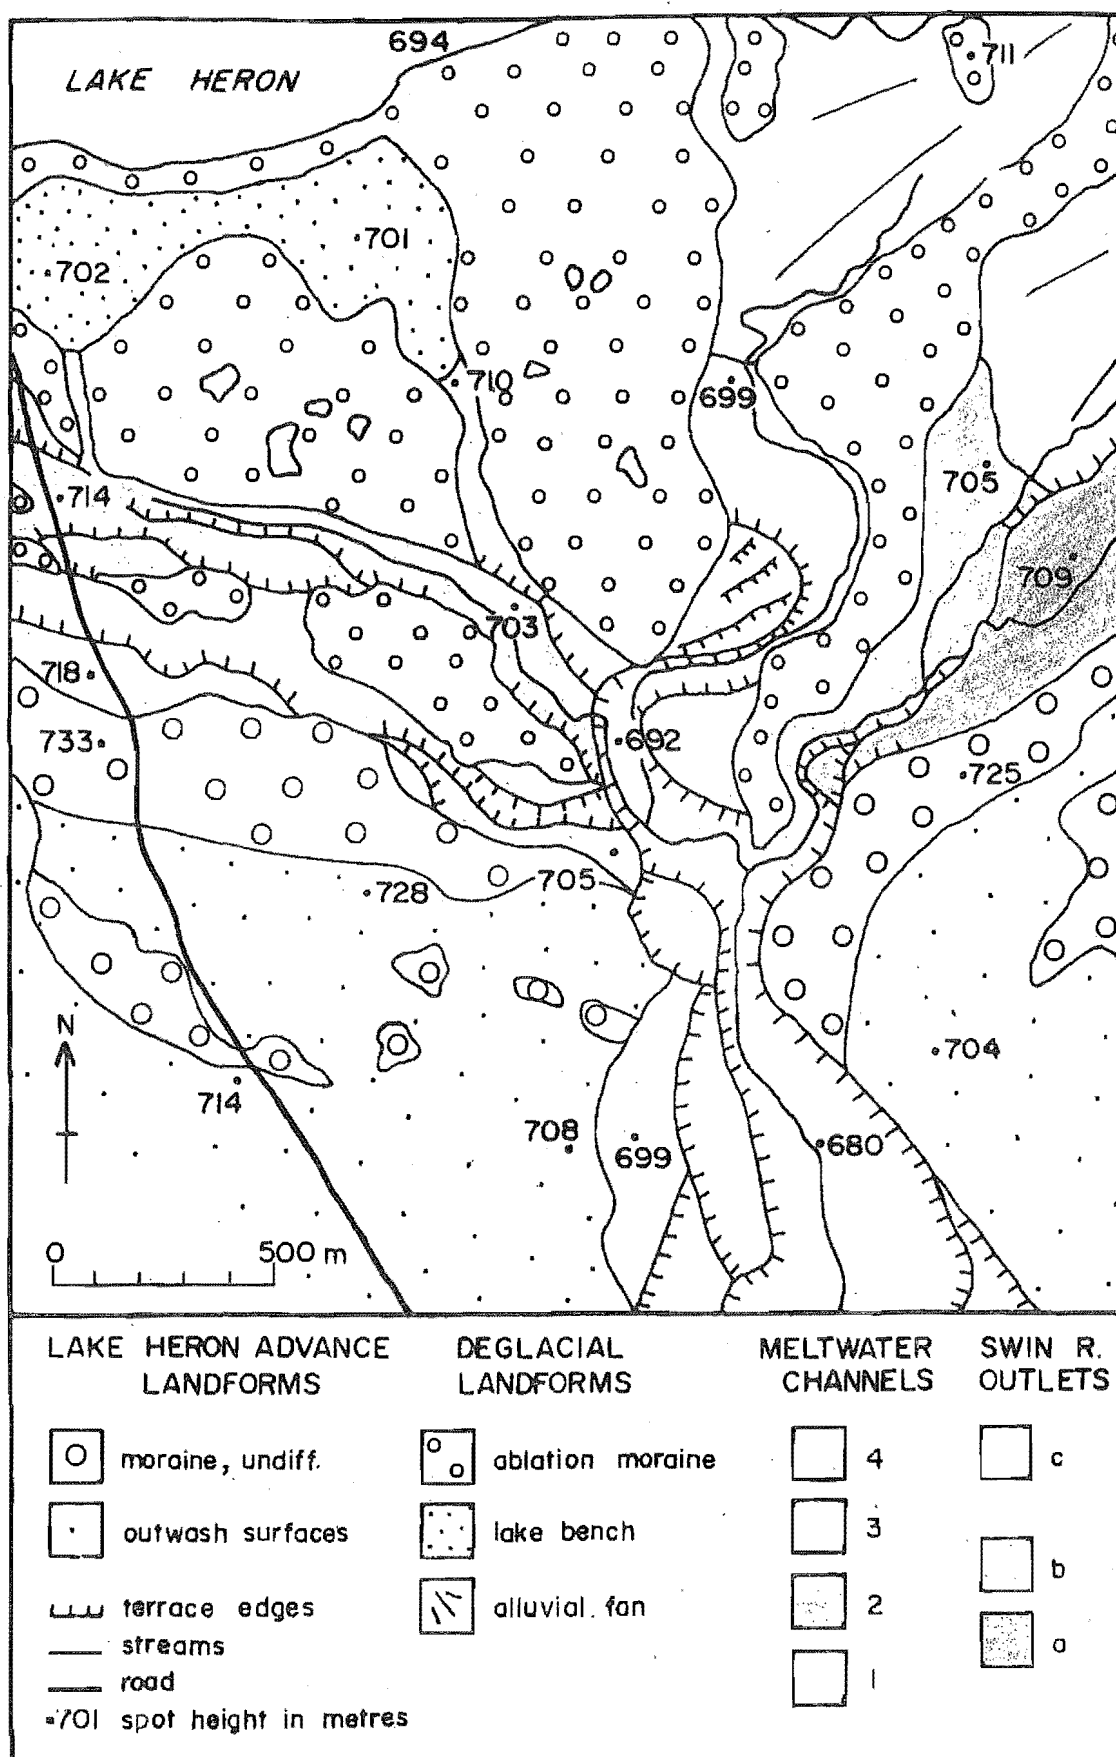 694
711
LAKE HERON
701
702
710
699
714
705
709
703
718
733
692
725
728
705
704
N
714
708
699
680
0 500 m
LAKE HERON ADVANCE
LANDFORMS
moraine, undiff.
outwash surfaces
terrace edges
streams
road
701 spot height in metres
DEGLACIAL
LANDFORMS
ablation moraine
lake bench
alluvial. fan
MELTWATER
CHANNELS
4
3
2
1
SWIN R.
OUTLETS
c
b
a